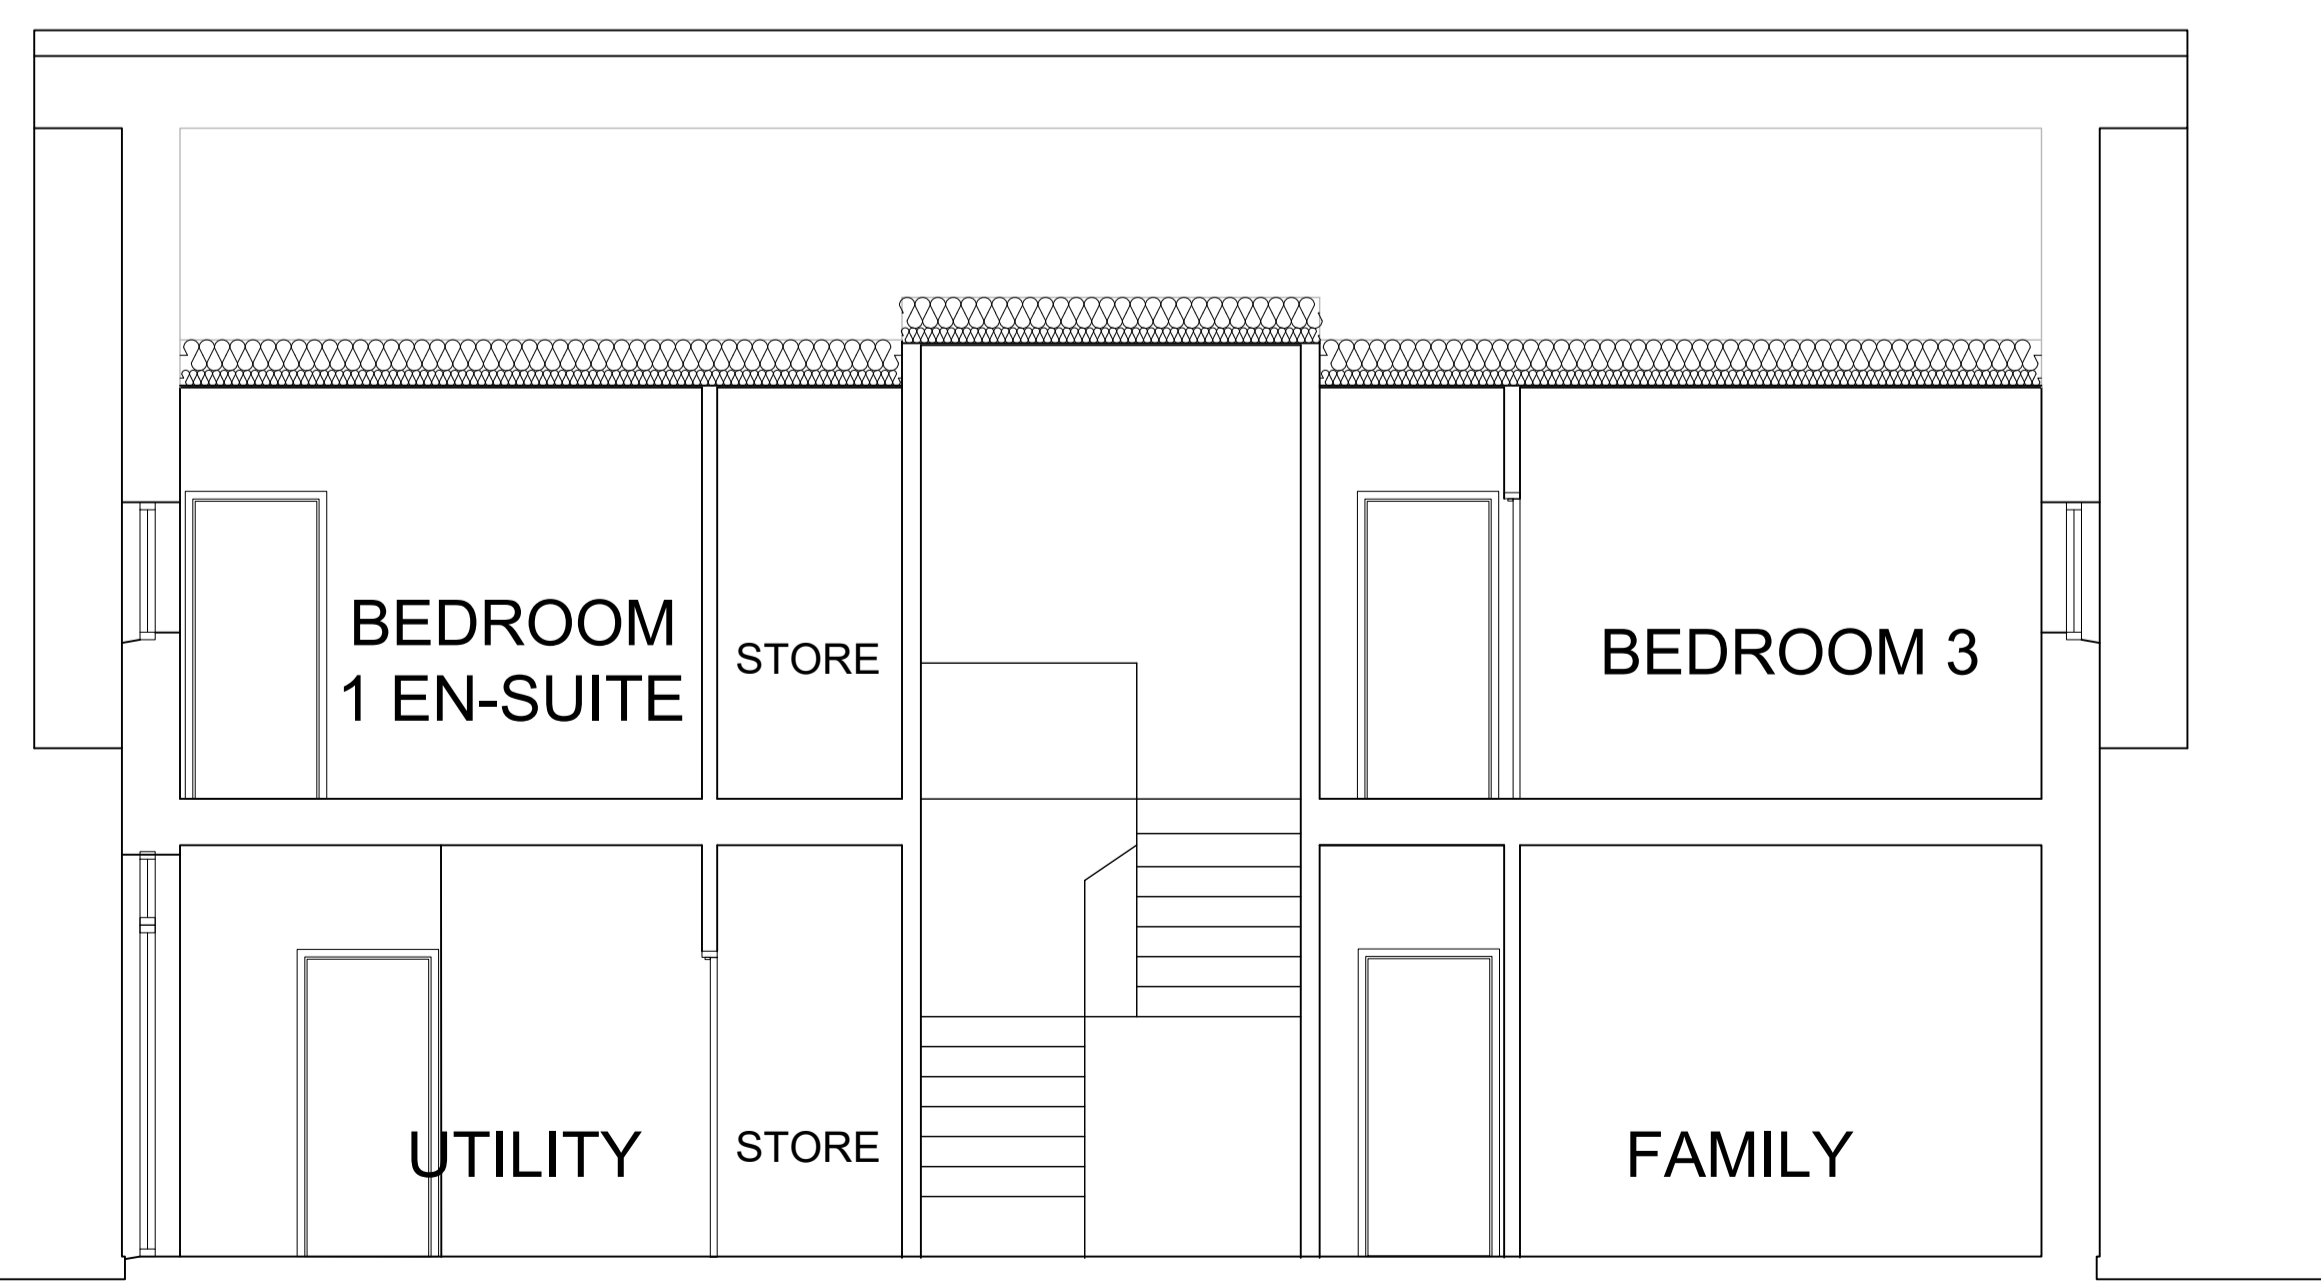 BEDROOM
1 EN-SUITE
STORE
BEDROOM 3
UTILITY
STORE
FAMILY